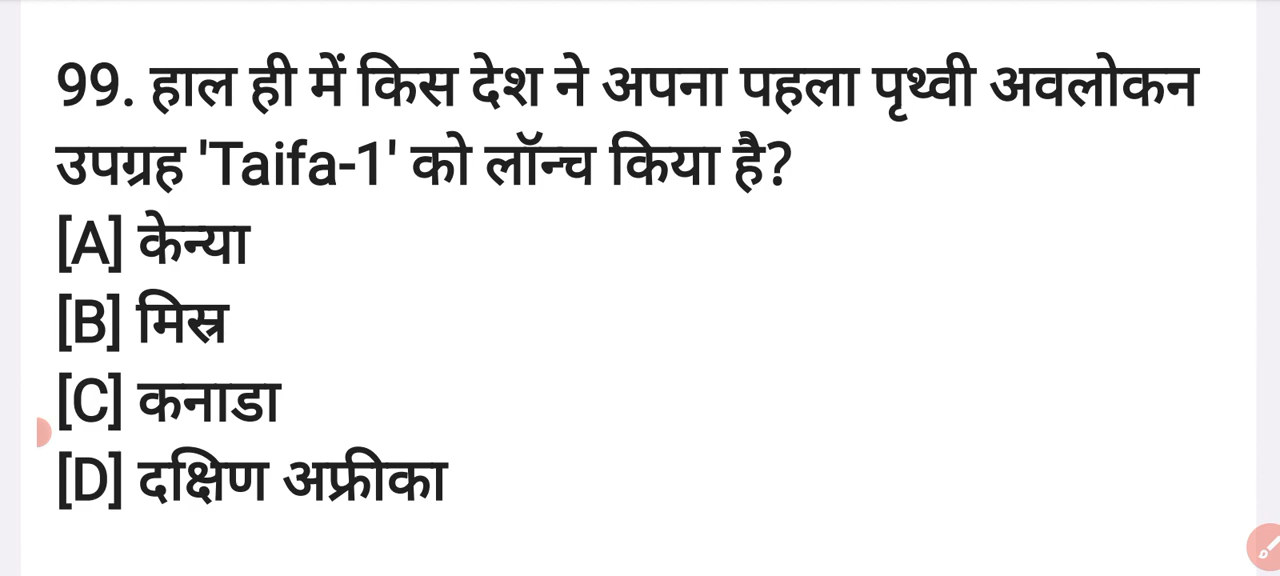 99. हाल ही में किस देश ने अपना पहला पृथ्वी अवलोकन
उपग्रह 'Taifa-1' को लॉन्च किया है?
[A] केन्या
[B] मिस्र
[C] कनाडा
[D] दक्षिण अफ्रीका